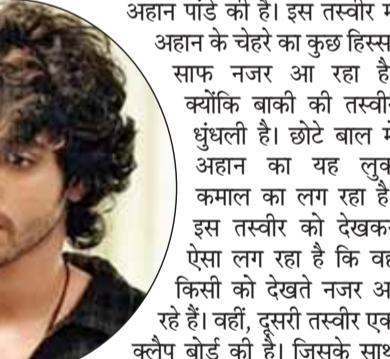 अहान पांडे की है। इस तस्वीर में
अहान के चेहरे का कुछ हिस्सा
साफ नजर आ रहा है
क्योंकि बाकी की तस्वीर
धुंधली है। छोटे बाल में
अहान का यह लुक
कमाल का लग रहा है
इस तस्वीर को देखकर
ऐसा लग रहा है कि वह
किसी को देखते नजर आ
रहे हैं। वहीं, दूसरी तस्वीर एक
क्लैप बोर्ड की है। जिसके साथ